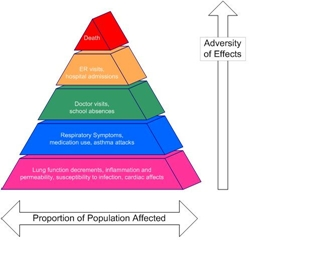 Death
ER visits,
hospital admissions
Doctor visits,
school absences
Respiratory Symptoms,
medication use, asthma attacks
Lung function decrements, inflammation and
permeability, susceptibility to infection, cardiac affects
Adversity
of Effects
Proportion of Population Affected